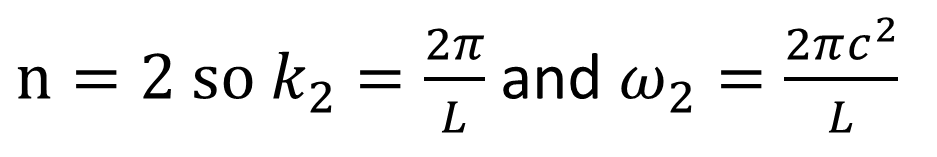 n = 2 so k₂ = 2π/L and ω₂ = 2πc²/L